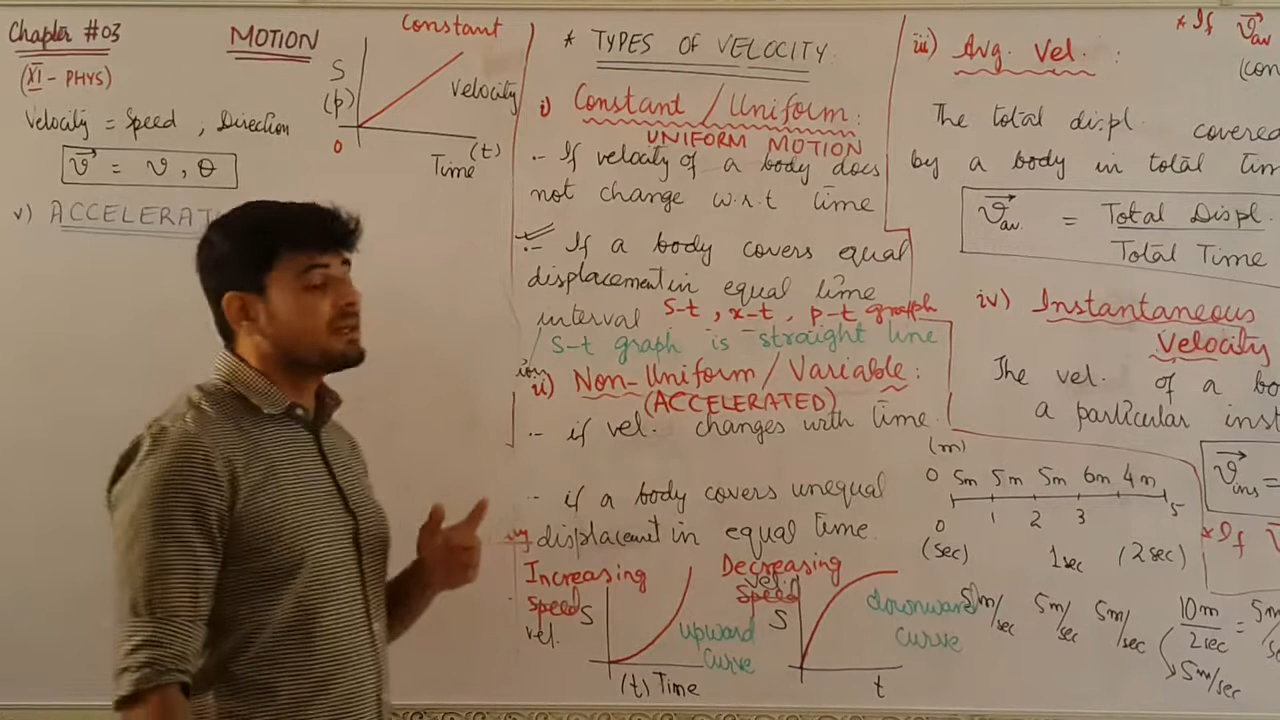 Chapter #03
MOTION
(XI - PHYS)
Velocity = Speed , Direction
v = v , θ
v) ACCELERAT
Constant
Velocity
S
(p)
0
Time (t)
* TYPES OF VELOCITY
i) Constant / Uniform:
UNIFORM MOTION
.- If velocity of a body does
not change w.r.t time
.- If a body covers equal
displacement in equal time
interval S-t , x-t , p-t graph
/ S-t graph is straight line
ii) Non-Uniform / Variable:
(ACCELERATED)
.- if vel. changes with time.
.- if a body covers unequal
displacement in equal time.
Increasing
Speed
vel.
S
upward
curve
(t) Time
Decreasing
vel.
Speed
S
downward
curve
t
iii) Avg. Vel. :
* If v av
(con
The total displ. covered
by a body in total tim
v av. = Total Displ.
Total Time
iv) Instantaneous
Velocity
The vel. of a bo
a particular inst
v ins =
* If v
(m)
0 5m 5m 5m 6m 4m
0 1 2 3 5
(sec) 1sec (2sec)
5m/sec 5m/sec 5m/sec 10m/2sec = 5m/
5m/sec